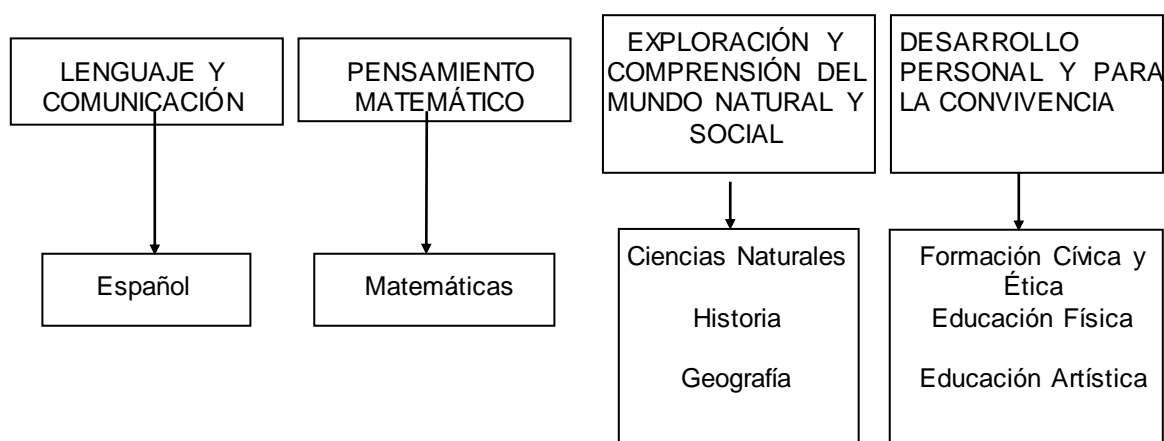 LENGUAJE Y
COMUNICACIÓN
PENSAMIENTO
MATEMÁTICO
EXPLORACIÓN Y
COMPRENSIÓN DEL
MUNDO NATURAL Y
SOCIAL
DESARROLLO
PERSONAL Y PARA
LA CONVIVENCIA
Español
Matemáticas
Ciencias Naturales
Historia
Geografía
Formación Cívica y
Ética
Educación Física
Educación Artística